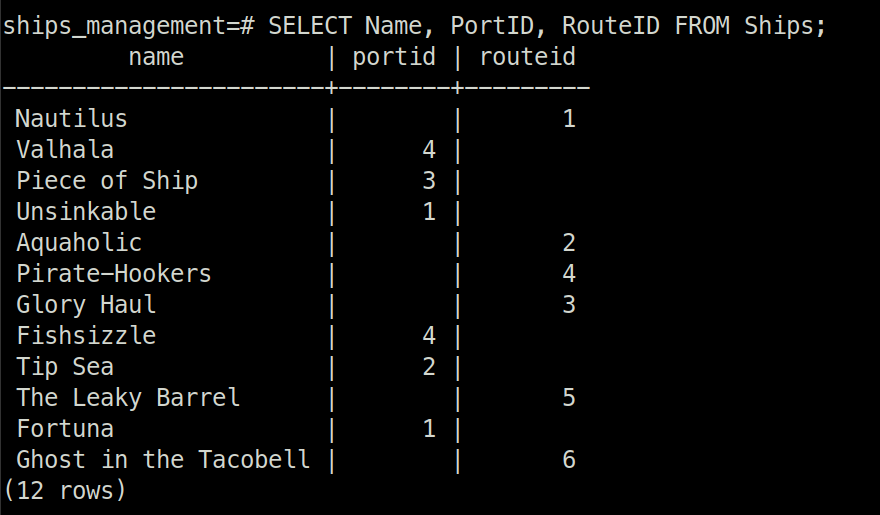 ships_management=# SELECT Name, PortID, RouteID FROM Ships;
         name          | portid | routeid
-----------------------+--------+---------
 Nautilus              |        |       1
 Valhala               |      4 |
 Piece of Ship         |      3 |
 Unsinkable            |      1 |
 Aquaholic             |        |       2
 Pirate-Hookers        |        |       4
 Glory Haul            |        |       3
 Fishsizzle            |      4 |
 Tip Sea               |      2 |
 The Leaky Barrel      |        |       5
 Fortuna               |      1 |
 Ghost in the Tacobell |        |       6
(12 rows)